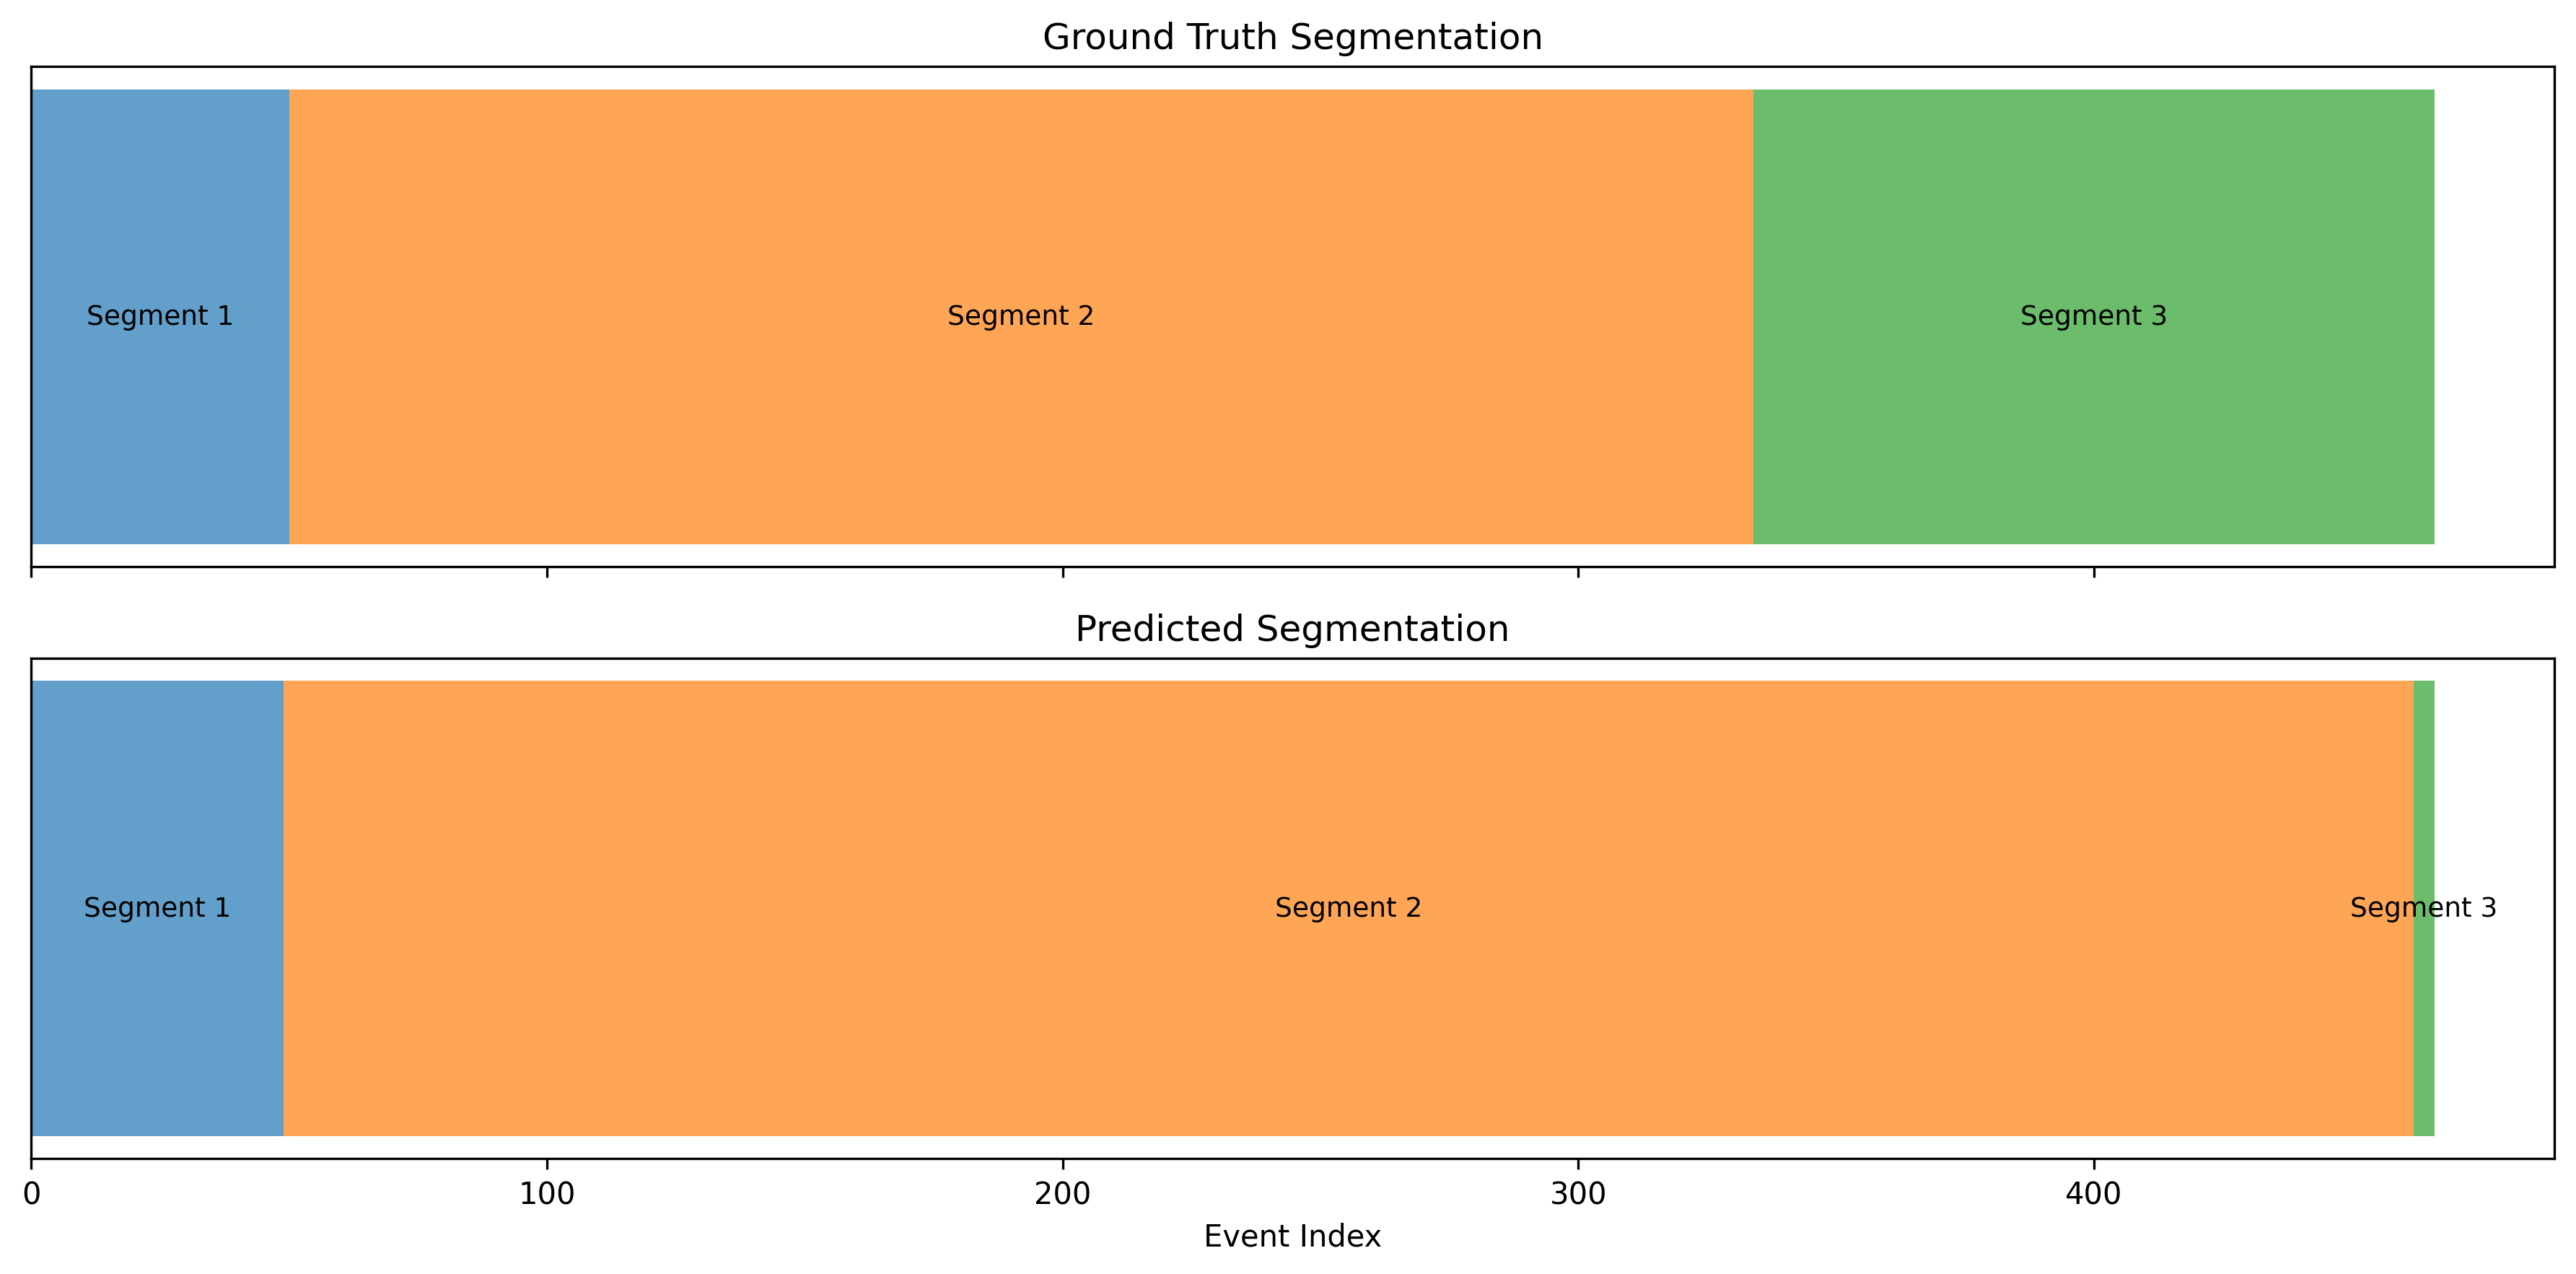 Ground Truth Segmentation
Segment 1
Segment 2
Segment 3
Predicted Segmentation
Segment 1
Segment 2
Segment 3
0
100
200
300
400
Event Index